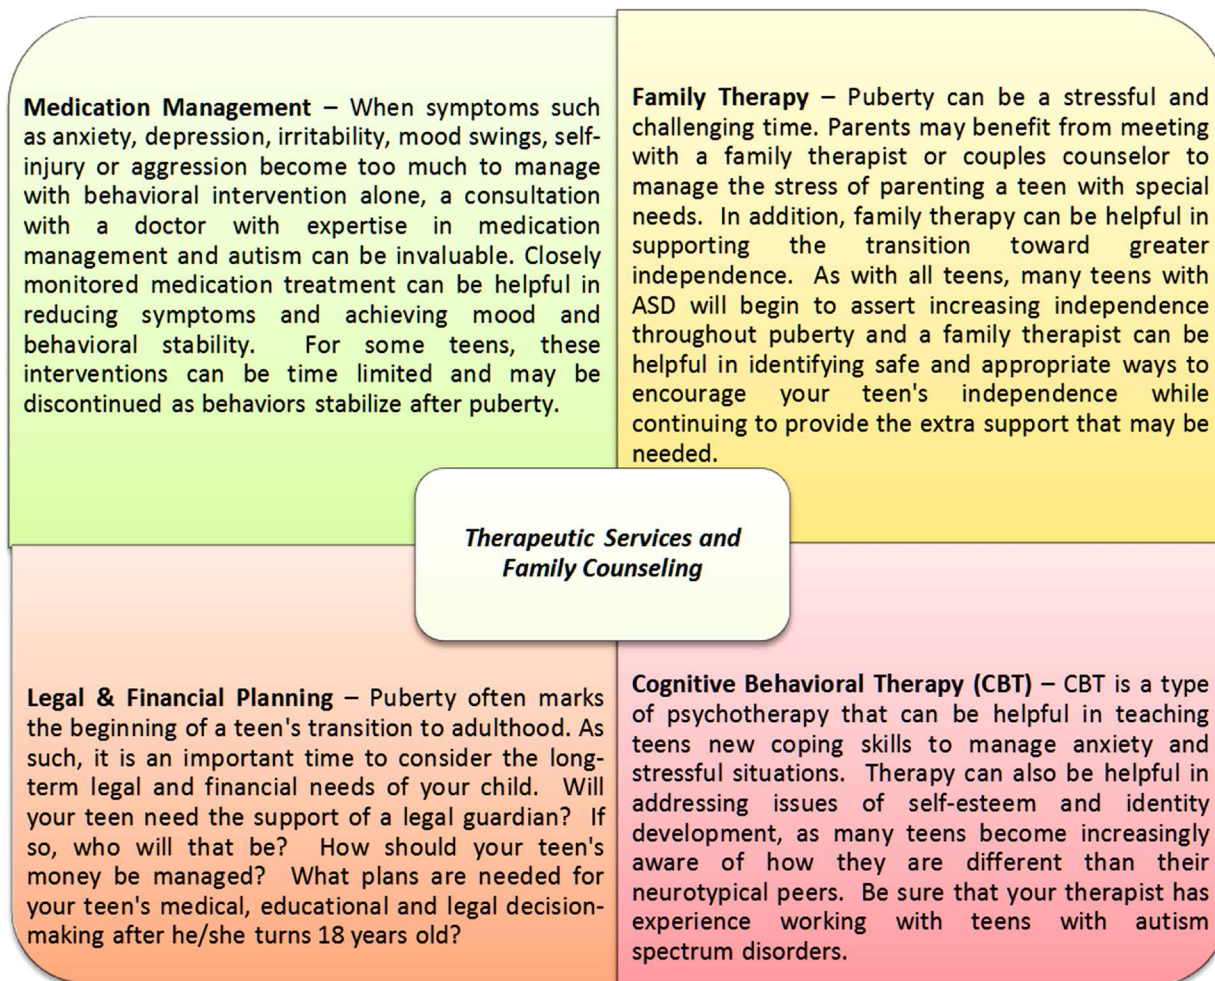 Medication Management – When symptoms such
as anxiety, depression, irritability, mood swings, self-
injury or aggression become too much to manage
with behavioral intervention alone, a consultation
with a doctor with expertise in medication
management and autism can be invaluable. Closely
monitored medication treatment can be helpful in
reducing symptoms and achieving mood and
behavioral stability. For some teens, these
interventions can be time limited and may be
discontinued as behaviors stabilize after puberty.
Family Therapy – Puberty can be a stressful and
challenging time. Parents may benefit from meeting
with a family therapist or couples counselor to
manage the stress of parenting a teen with special
needs. In addition, family therapy can be helpful in
supporting the transition toward greater
independence. As with all teens, many teens with
ASD will begin to assert increasing independence
throughout puberty and a family therapist can be
helpful in identifying safe and appropriate ways to
encourage your teen's independence while
continuing to provide the extra support that may be
needed.
Therapeutic Services and
Family Counseling
Legal & Financial Planning – Puberty often marks
the beginning of a teen's transition to adulthood. As
such, it is an important time to consider the long-
term legal and financial needs of your child. Will
your teen need the support of a legal guardian? If
so, who will that be? How should your teen's
money be managed? What plans are needed for
your teen's medical, educational and legal decision-
making after he/she turns 18 years old?
Cognitive Behavioral Therapy (CBT) – CBT is a type
of psychotherapy that can be helpful in teaching
teens new coping skills to manage anxiety and
stressful situations. Therapy can also be helpful in
addressing issues of self-esteem and identity
development, as many teens become increasingly
aware of how they are different than their
neurotypical peers. Be sure that your therapist has
experience working with teens with autism
spectrum disorders.